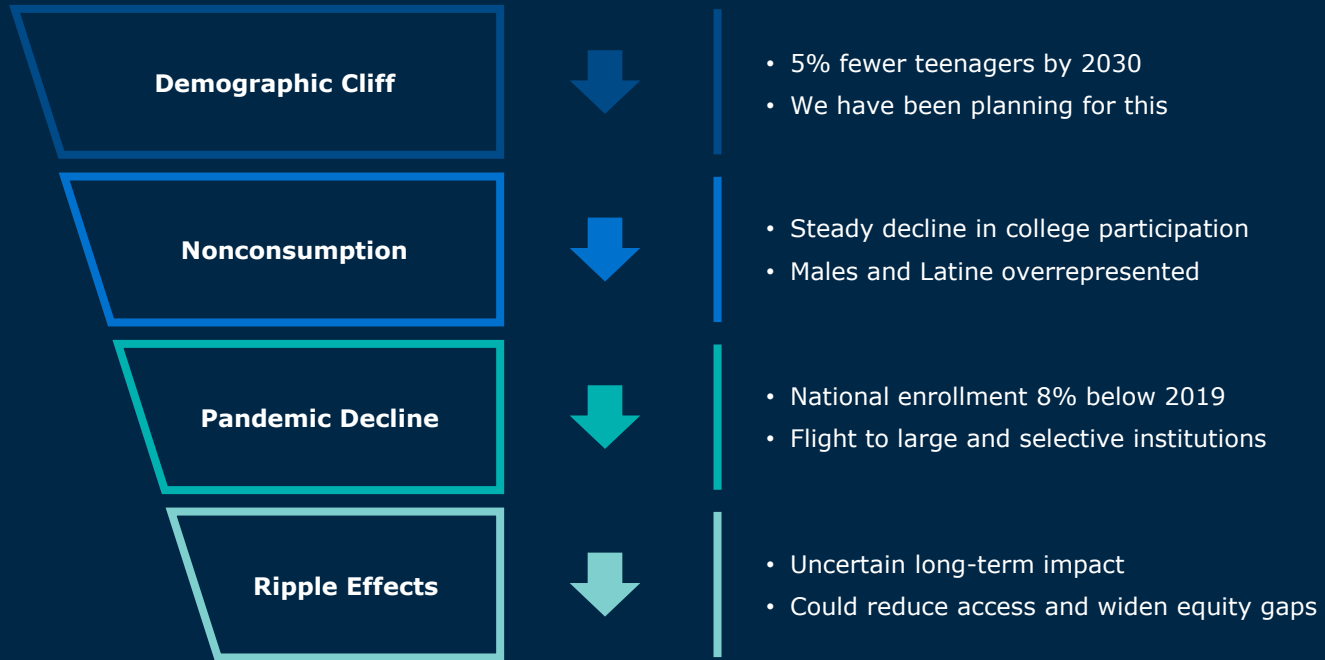 Demographic Cliff
• 5% fewer teenagers by 2030
• We have been planning for this
Nonconsumption
• Steady decline in college participation
• Males and Latine overrepresented
Pandemic Decline
• National enrollment 8% below 2019
• Flight to large and selective institutions
Ripple Effects
• Uncertain long-term impact
• Could reduce access and widen equity gaps